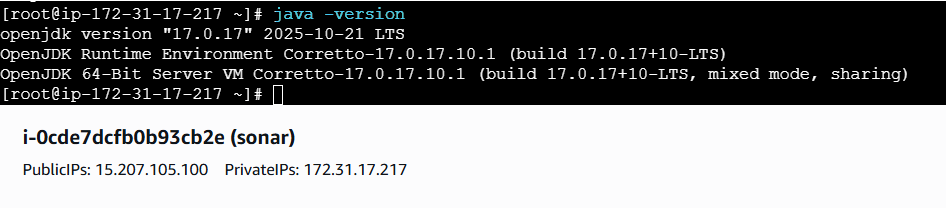 [root@ip-172-31-17-217 ~]# java -version
openjdk version "17.0.17" 2025-10-21 LTS
OpenJDK Runtime Environment Corretto-17.0.17.10.1 (build 17.0.17+10-LTS)
OpenJDK 64-Bit Server VM Corretto-17.0.17.10.1 (build 17.0.17+10-LTS, mixed mode, sharing)
[root@ip-172-31-17-217 ~]#
i-0cde7dcfb0b93cb2e (sonar)
PublicIPs: 15.207.105.100 PrivateIPs: 172.31.17.217